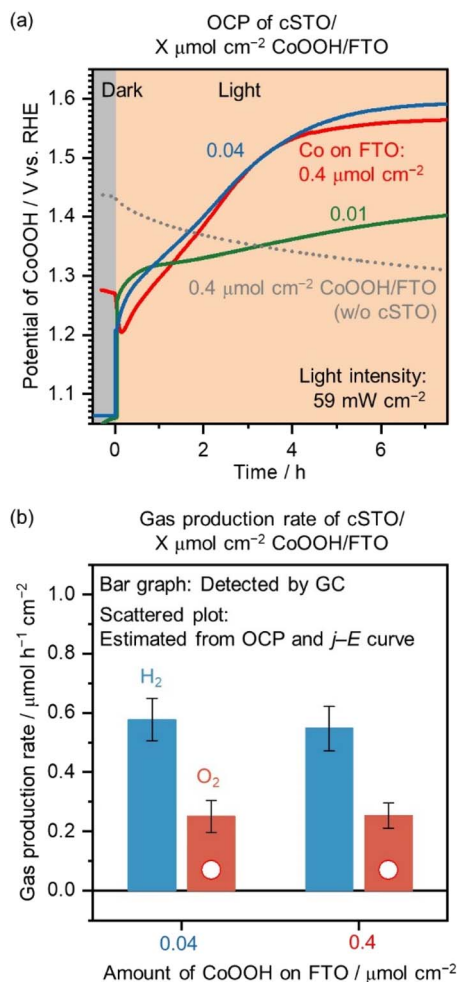 (a)
OCP of cSTO/
X μmol cm⁻² CoOOH/FTO
Potential of CoOOH / V vs. RHE
1.6
1.5
1.4
1.3
1.2
1.1
Dark
Light
0.04
Co on FTO:
0.4 μmol cm⁻²
0.01
0.4 μmol cm⁻² CoOOH/FTO
(w/o cSTO)
Light intensity:
59 mW cm⁻²
0 2 4 6
Time / h
(b)
Gas production rate of cSTO/
X μmol cm⁻² CoOOH/FTO
Gas production rate / μmol h⁻¹ cm⁻²
1.0
0.8
0.6
0.4
0.2
0.0
Bar graph: Detected by GC
Scattered plot:
Estimated from OCP and j–E curve
H₂
O₂
0.04 0.4
Amount of CoOOH on FTO / μmol cm⁻²